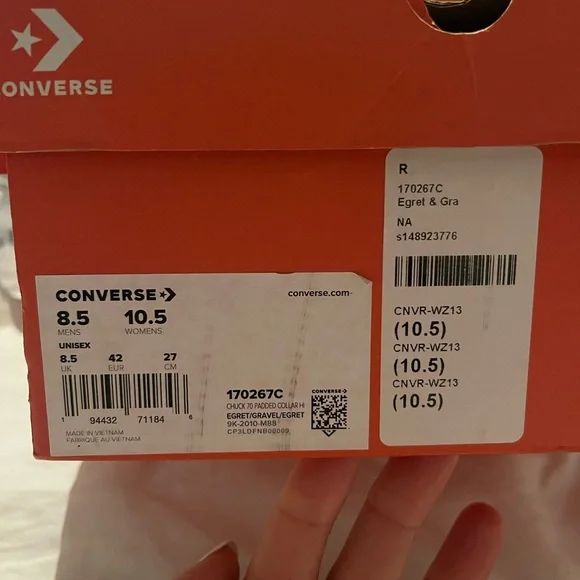 CONVERSE
R
170267C
Egret & Gra
NA
s148923776
CNVR-WZ13
(10.5)
CNVR-WZ13
(10.5)
CNVR-WZ13
(10.5)
CONVERSE
converse.com
8.5 10.5
MENS WOMENS
UNISEX
8.5 42 27
UK EUR CM
1 94432 71184 6
MADE IN VIETNAM
FABRIQUE AU VIETNAM
170267C
CHUCK 70 PADDED COLLAR HI
EGRET/GRAVEL/EGRET
9K-2010-M88
CP3LDFNB00009
CONVERSE